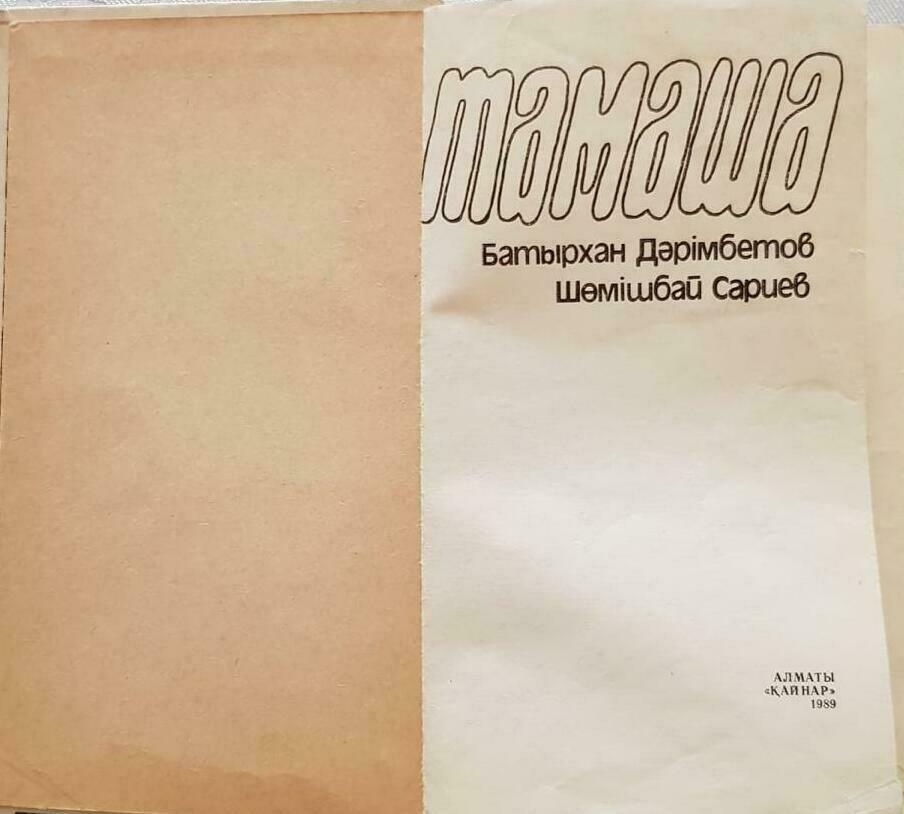 тамаша
Батырхан Дәрімбетов
Шөмішбай Сариев
АЛМАТЫ
«ҚАЙНАР»
1989